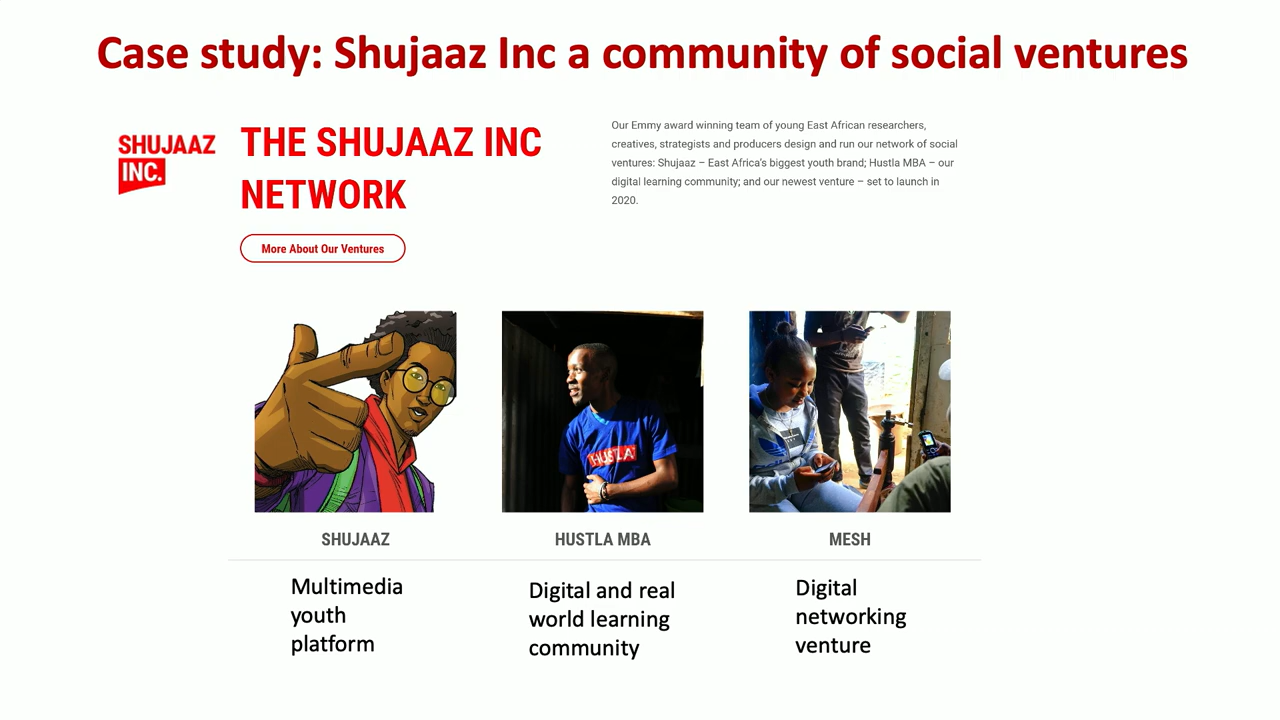 Case study: Shujaaz Inc a community of social ventures
SHUJAAZ
INC.
THE SHUJAAZ INC
NETWORK
More About Our Ventures
Our Emmy award winning team of young East African researchers,
creatives, strategists and producers design and run our network of social
ventures: Shujaaz – East Africa's biggest youth brand; Hustla MBA – our
digital learning community; and our newest venture – set to launch in
2020.
HUSTLA
SHUJAAZ
HUSTLA MBA
MESH
Multimedia
youth
platform
Digital and real
world learning
community
Digital
networking
venture